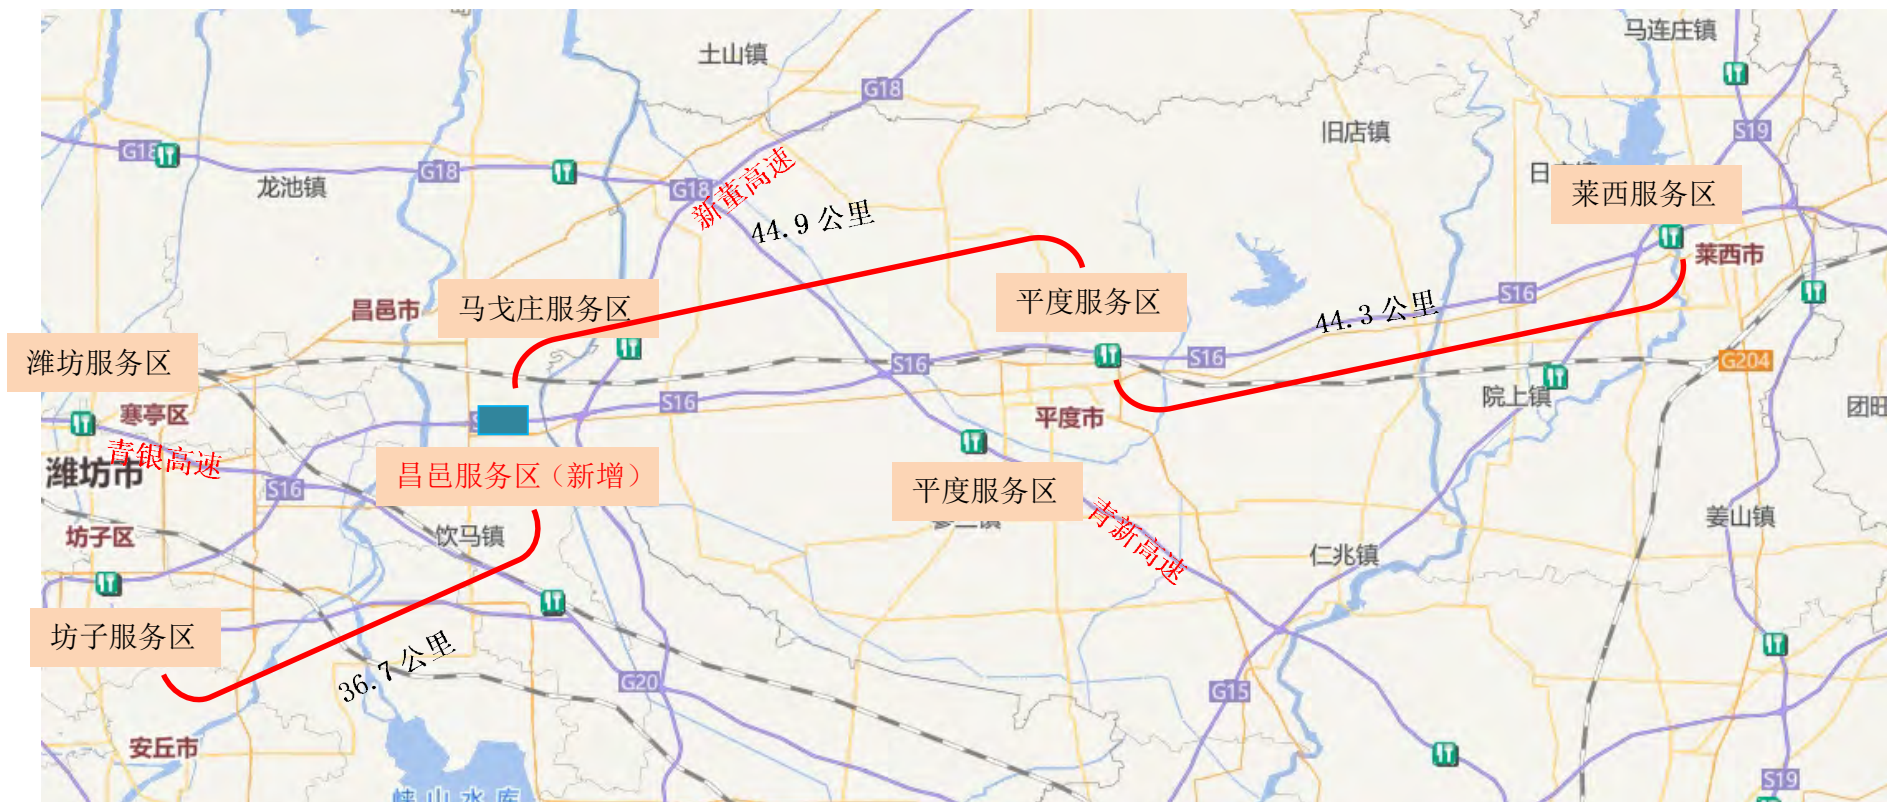 马连庄镇
土山镇
G18
S19
旧店镇
G18
G18
新董高速
G18
龙池镇
莱西服务区
44.9 公里
莱西市
马戈庄服务区
平度服务区
昌邑市
44.3 公里
S16
潍坊服务区
S16
S16
G204
S16
寒亭区
平度市
院上镇
青银高速
潍坊市
昌邑服务区（新增）
S16
平度服务区
青新高速
姜山镇
坊子区
饮马镇
仁兆镇
坊子服务区
36.7 公里
G20
G15
安丘市
S19
峡山水库